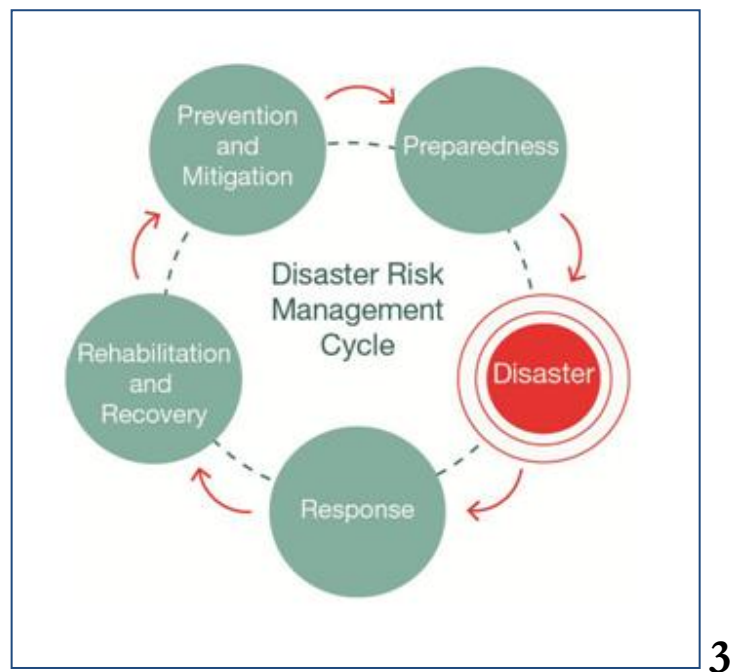 Prevention
and
Mitigation
Preparedness
Disaster Risk
Management
Cycle
Rehabilitation
and
Recovery
Disaster
Response
3